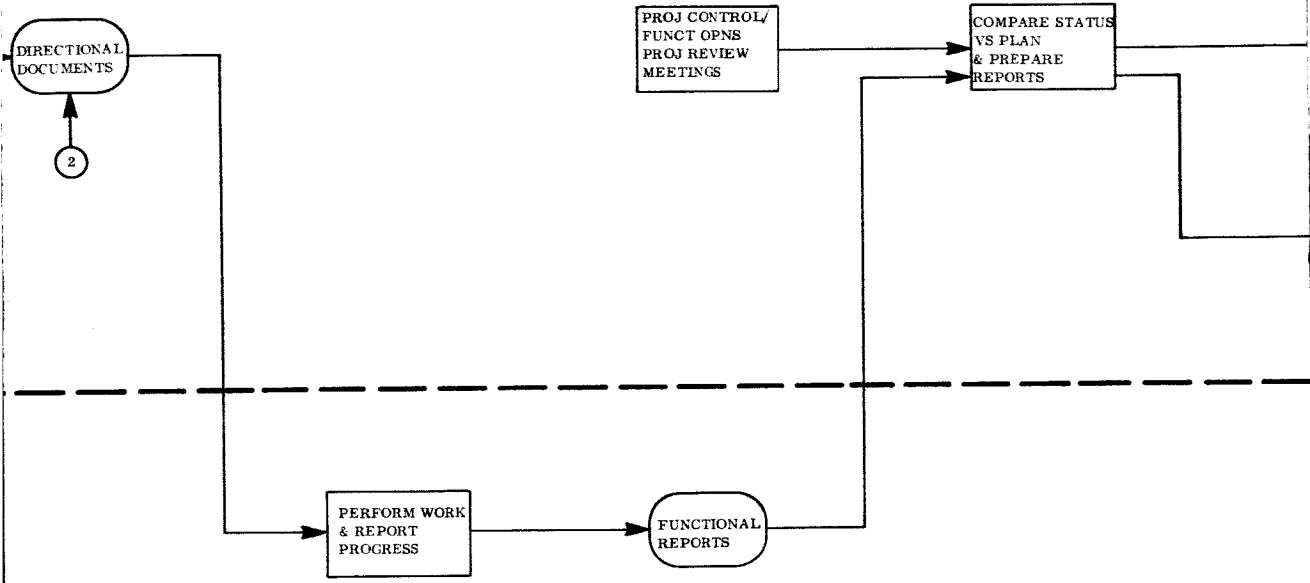 DIRECTIONAL
DOCUMENTS
2
PROJ CONTROL/
FUNCT OPNS
PROJ REVIEW
MEETINGS
COMPARE STATUS
VS PLAN
& PREPARE
REPORTS
PERFORM WORK
& REPORT
PROGRESS
FUNCTIONAL
REPORTS